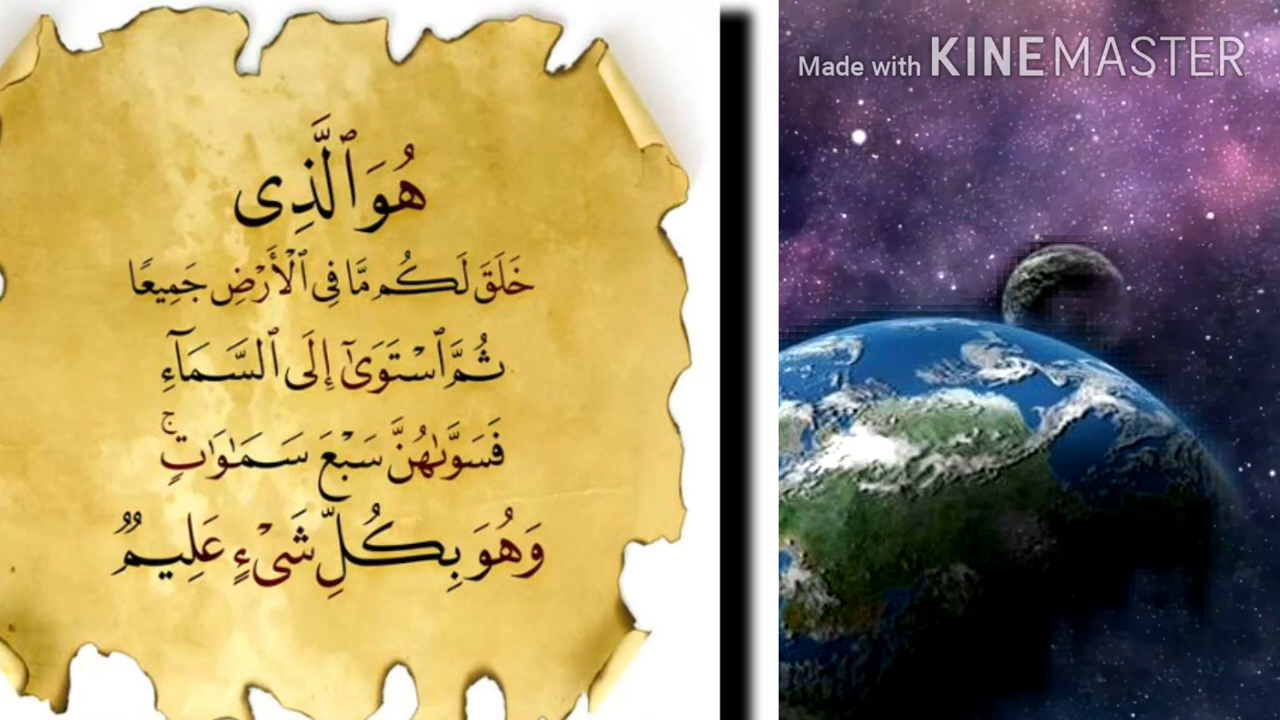 هُوَ ٱلَّذِى
خَلَقَ لَكُم مَّا فِى ٱلْأَرْضِ جَمِيعًا
ثُمَّ ٱسْتَوَىٰٓ إِلَى ٱلسَّمَآءِ
فَسَوَّىٰهُنَّ سَبْعَ سَمَـٰوَٰتٍ ۚ
وَهُوَ بِكُلِّ شَىْءٍ عَلِيمٌ
Made with KINEMASTER